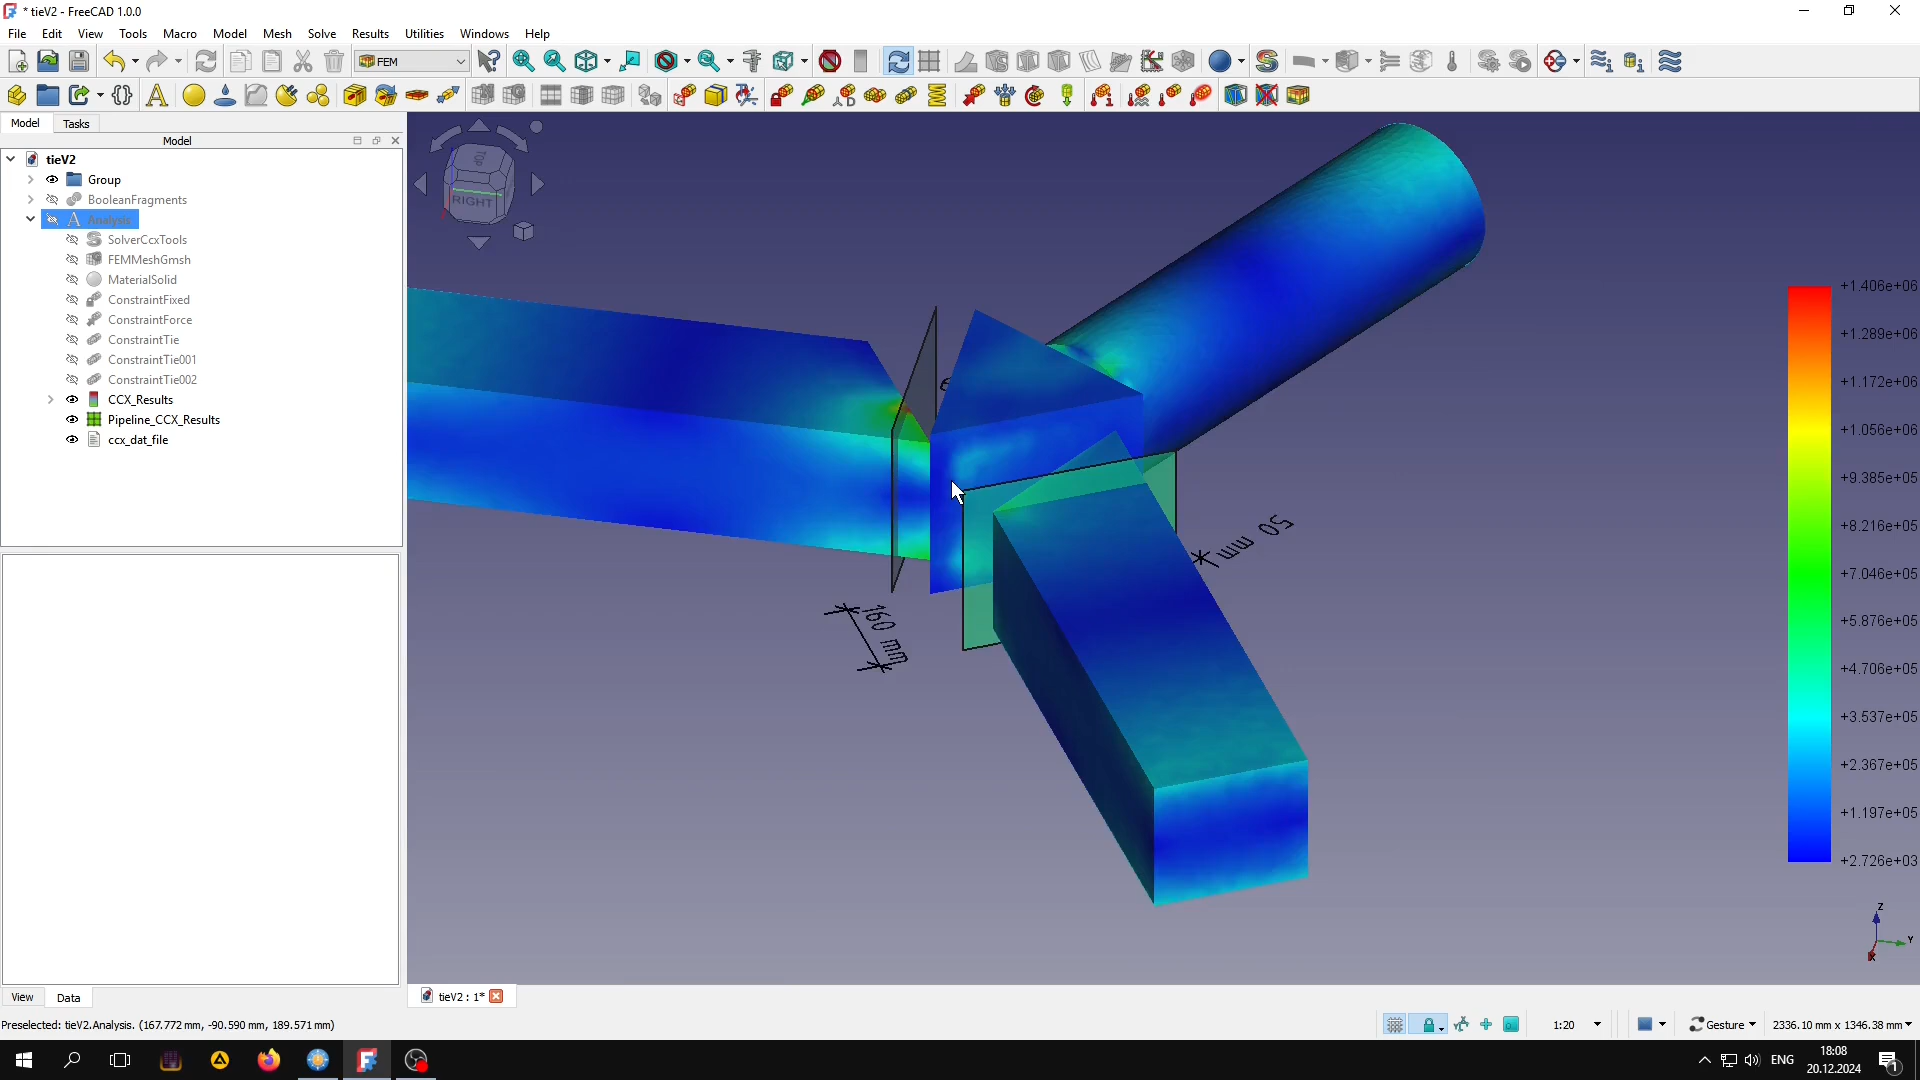 * tieV2 - FreeCAD 1.0.0
File Edit View Tools Macro Model Mesh Solve Results Utilities Windows Help
FEM
Model Tasks
Model
tieV2
Group
BooleanFragments
Analysis
SolverCcxTools
FEMMeshGmsh
MaterialSolid
ConstraintFixed
ConstraintForce
ConstraintTie
ConstraintTie001
ConstraintTie002
CCX_Results
Pipeline_CCX_Results
ccx_dat_file
TOP
RIGHT
50 mm
160 mm
+1.406e+06
+1.289e+06
+1.172e+06
+1.056e+06
+9.385e+05
+8.216e+05
+7.046e+05
+5.876e+05
+4.706e+05
+3.537e+05
+2.367e+05
+1.197e+05
+2.726e+03
Z
Y
View Data
tieV2 : 1*
Preselected: tieV2.Analysis. (167.772 mm, -90.590 mm, 189.571 mm)
1:20
Gesture
2336.10 mm x 1346.38 mm
ENG
18:08
20.12.2024
1